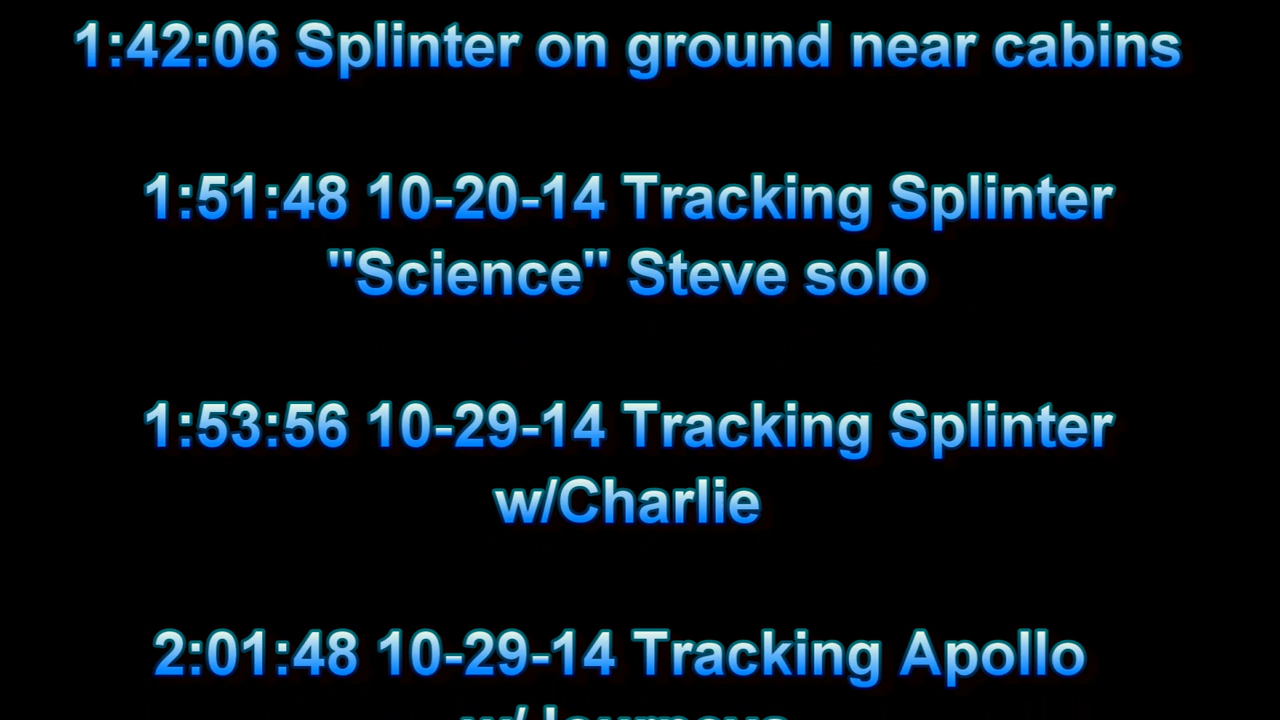 1:42:06 Splinter on ground near cabins
1:51:48 10-20-14 Tracking Splinter
"Science" Steve solo
1:53:56 10-29-14 Tracking Splinter
w/Charlie
2:01:48 10-29-14 Tracking Apollo